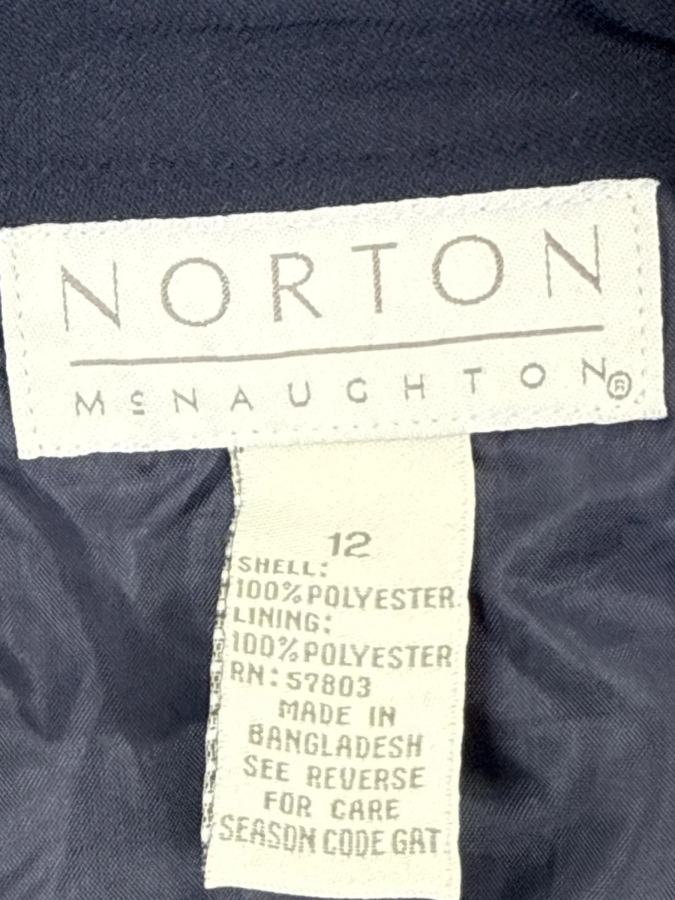 NORTON
McNAUGHTON®
12
SHELL:
100%POLYESTER
LINING:
100%POLYESTER
RN: 57803
MADE IN
BANGLADESH
SEE REVERSE
FOR CARE
SEASON CODE GAT